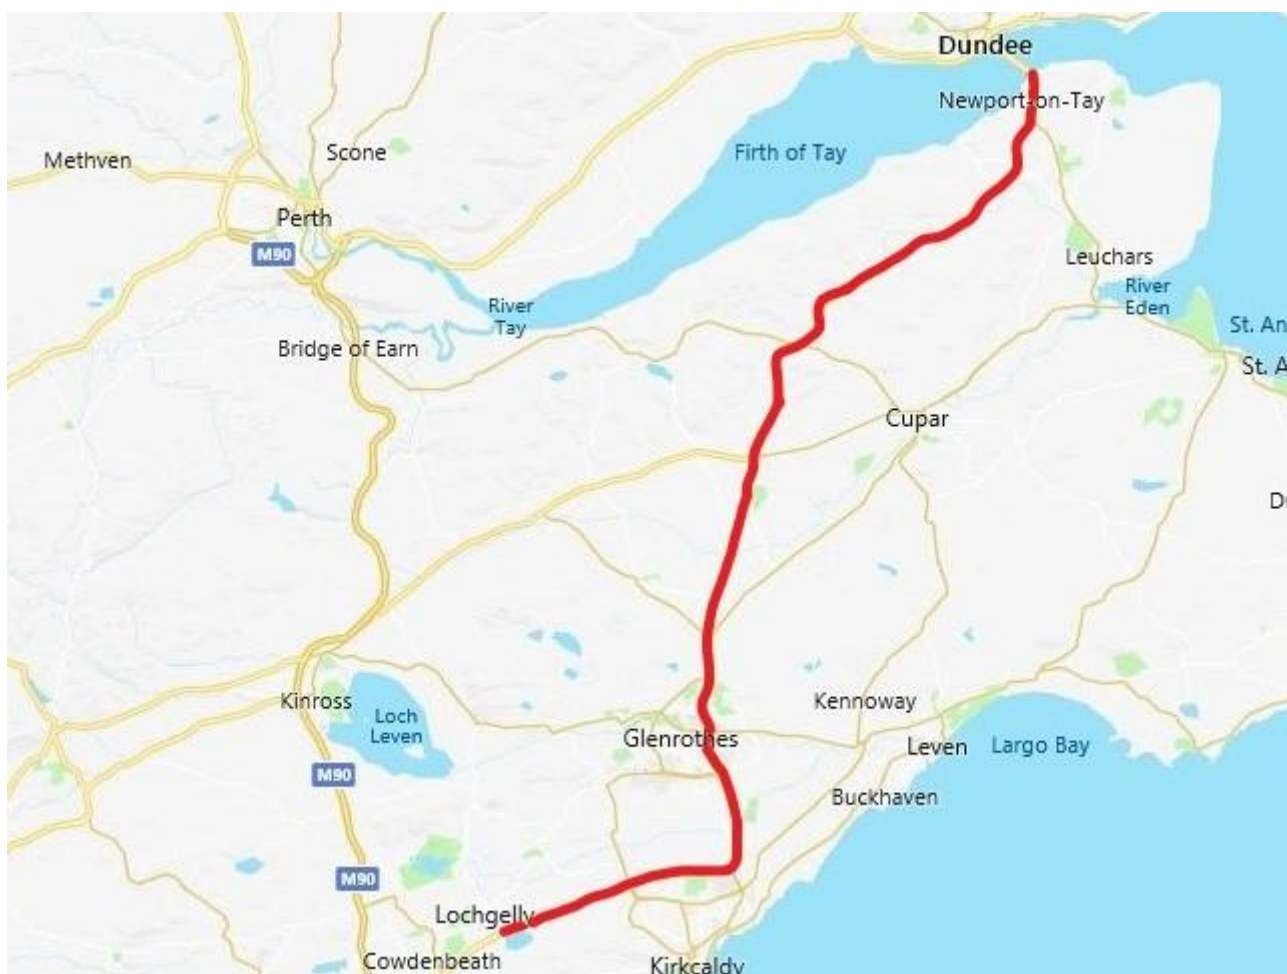 Dundee
Newport-on-Tay
Methven
Scone
Firth of Tay
Perth
M90
Leuchars
River
Eden
River
Tay
St. An
Bridge of Earn
St. A
Cupar
D
Kinross
Loch
Leven
Kennoway
Glenrothes
Leven
Largo Bay
M90
Buckhaven
M90
Lochgelly
Cowdenbeath
Kirkcaldy